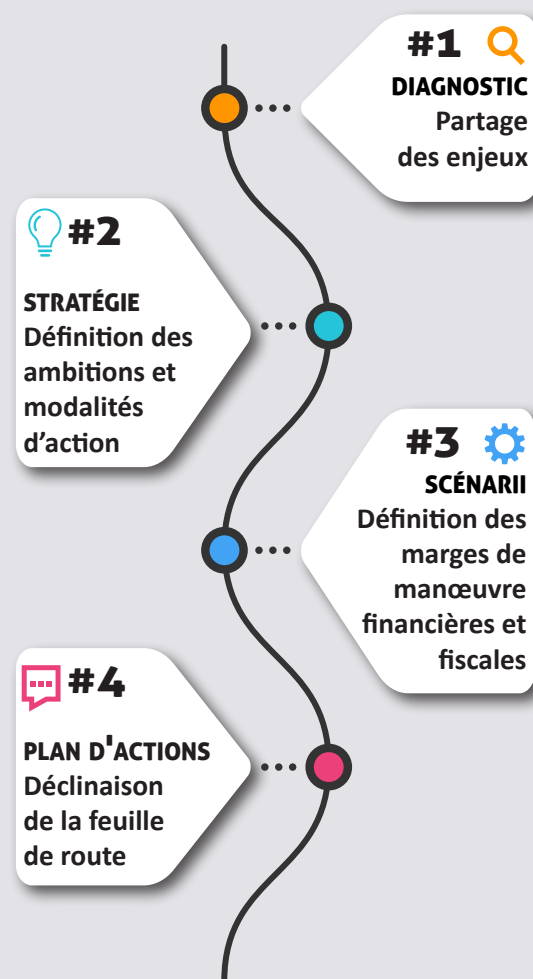 #1
DIAGNOSTIC
Partage
des enjeux
#2
STRATÉGIE
Définition des
ambitions et
modalités
d’action
#3
SCÉNARII
Définition des
marges de
manœuvre
financières et
fiscales
#4
PLAN D'ACTIONS
Déclinaison
de la feuille
de route